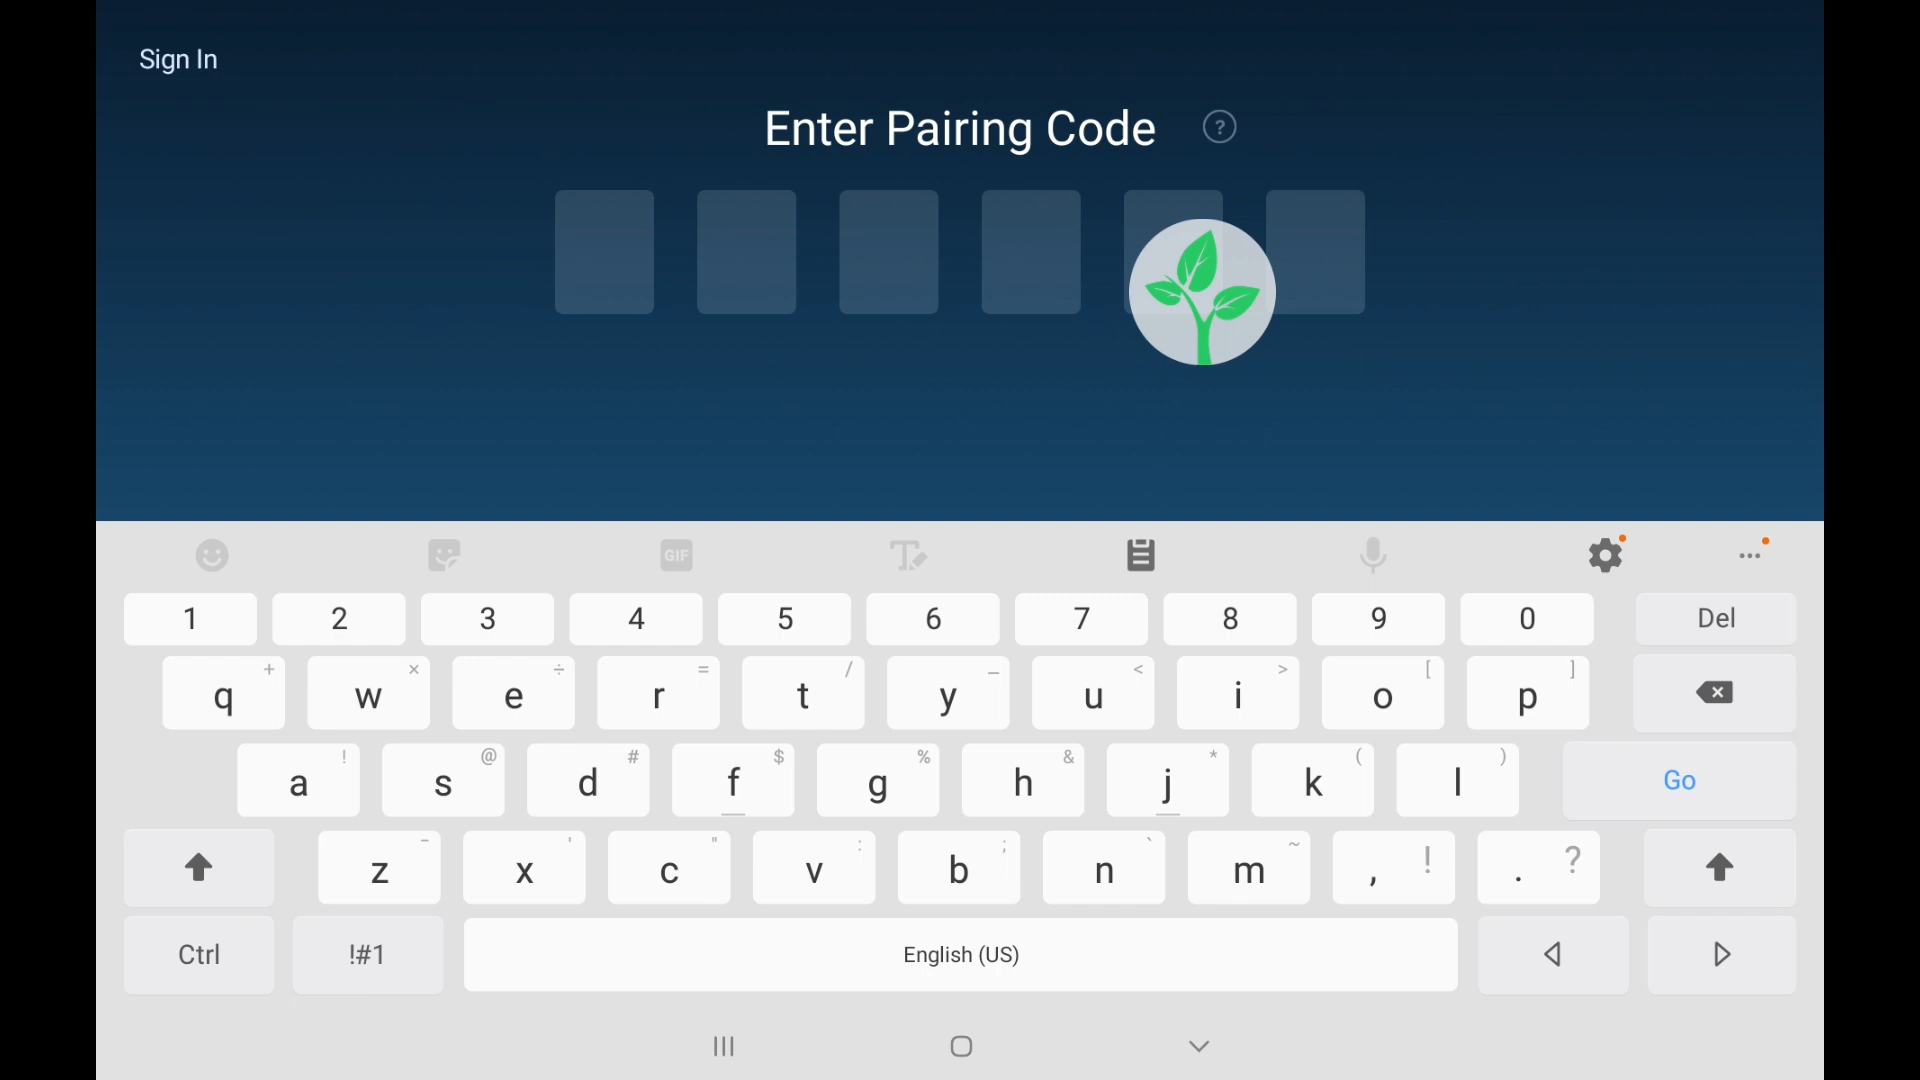 Sign In
Enter Pairing Code ?
GIF
1 2 3 4 5 6 7 8 9 0 Del
q + w × e ÷ r = t / y _ u < i > o [ p ]
a ! s @ d # f $ g % h & j * k ( l ) Go
z - x ' c " v : b ; n ` m ~ , ! . ?
Ctrl !#1 English (US)